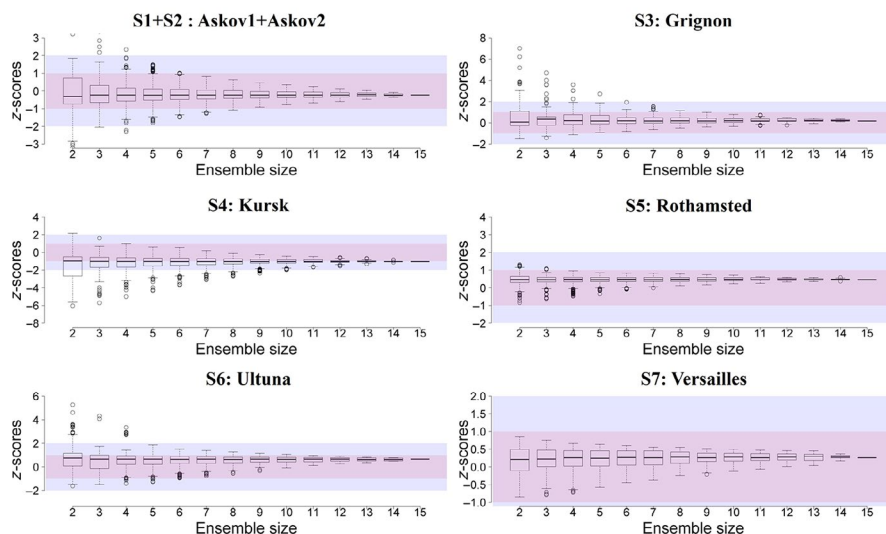 S1+S2 : Askov1+Askov2
z-scores
3
2
1
0
−1
−2
−3
2 3 4 5 6 7 8 9 10 11 12 13 14 15
Ensemble size
S3: Grignon
z-scores
8
6
4
2
0
−2
2 3 4 5 6 7 8 9 10 11 12 13 14 15
Ensemble size
S4: Kursk
z-scores
4
2
0
−2
−4
−6
−8
2 3 4 5 6 7 8 9 10 11 12 13 14 15
Ensemble size
S5: Rothamsted
z-scores
4
3
2
1
0
−1
−2
2 3 4 5 6 7 8 9 10 11 12 13 14 15
Ensemble size
S6: Ultuna
z-scores
6
4
2
0
−2
2 3 4 5 6 7 8 9 10 11 12 13 14 15
Ensemble size
S7: Versailles
z-scores
2.0
1.5
1.0
0.5
0.0
−0.5
−1.0
2 3 4 5 6 7 8 9 10 11 12 13 14 15
Ensemble size